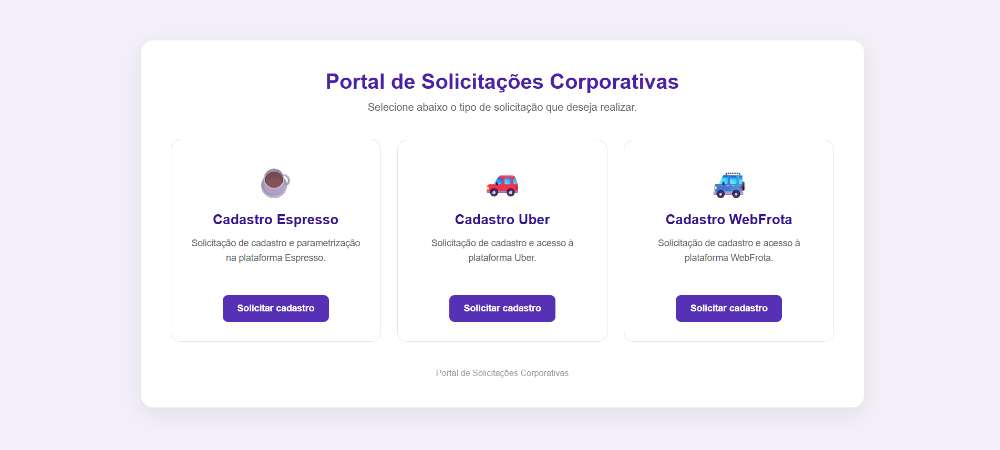 Portal de Solicitações Corporativas
Selecione abaixo o tipo de solicitação que deseja realizar.
Cadastro Espresso
Solicitação de cadastro e parametrização
na plataforma Espresso.
Solicitar cadastro
Cadastro Uber
Solicitação de cadastro e acesso à
plataforma Uber.
Solicitar cadastro
Cadastro WebFrota
Solicitação de cadastro e acesso à
plataforma WebFrota.
Solicitar cadastro
Portal de Solicitações Corporativas